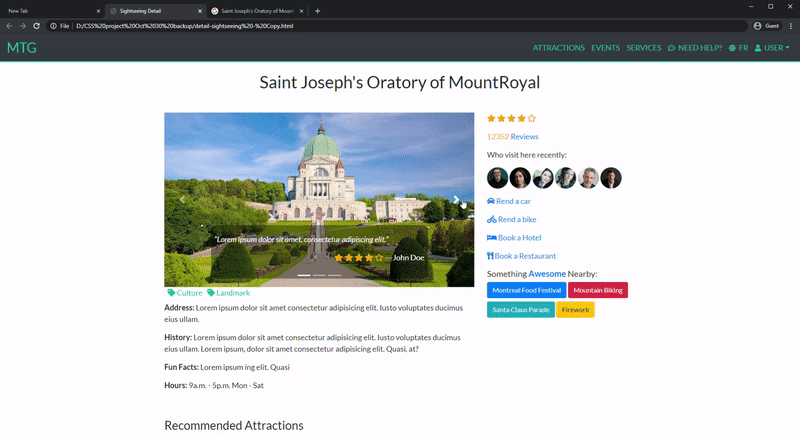 New Tab
Sightseeing Detail
Saint Joseph's Oratory of Mount
File D:/CSS%20project%20Oct%2030%20backup/detail-sightseeing%20-%20Copy.html
Guest
MTG
ATTRACTIONS EVENTS SERVICES NEED HELP? FR USER
Saint Joseph's Oratory of MountRoyal
"Lorem ipsum dolor sit amet, consectetur adipiscing elit."
— John Doe
Culture Landmark
Address: Lorem ipsum dolor sit amet consectetur adipisicing elit. Iusto voluptates ducimus
eius ullam.
History: Lorem ipsum dolor sit amet consectetur adipisicing elit. Iusto voluptates ducimus
eius ullam. Lorem ipsum, dolor sit amet consectetur adipisicing elit. Quasi, at?
Fun Facts: Lorem ipsum ing elit. Quasi
Hours: 9a.m. - 5p.m. Mon - Sat
Recommended Attractions
12352 Reviews
Who visit here recently:
Rend a car
Rend a bike
Book a Hotel
Book a Restaurant
Something Awesome Nearby:
Montreal Food Festival Mountain Biking
Santa Claus Parade Firework